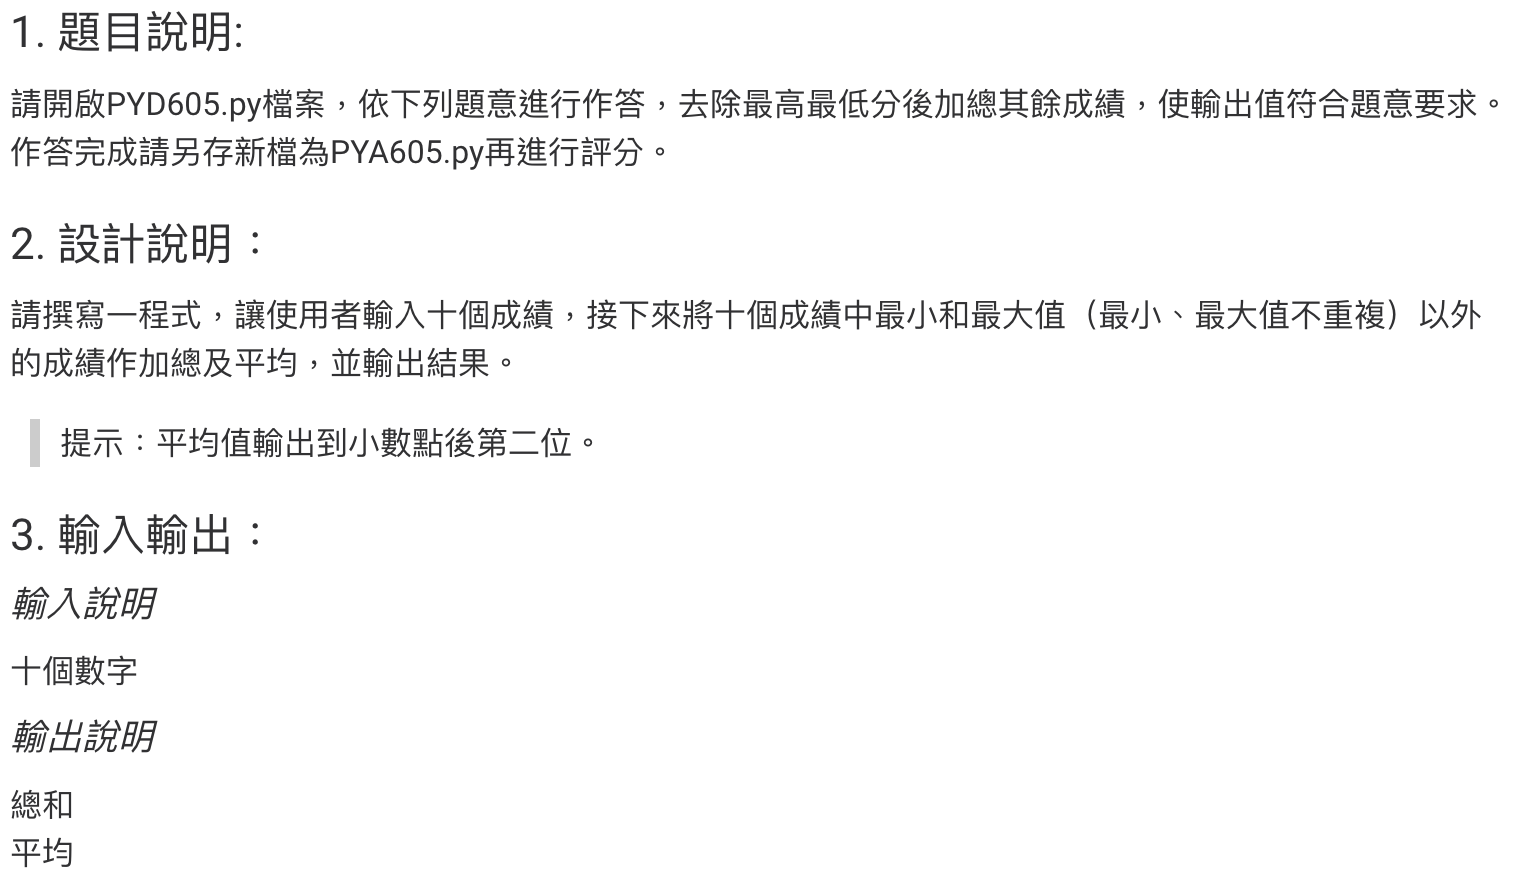 1. 題目說明:
請開啟PYD605.py檔案，依下列題意進行作答，去除最高最低分後加總其餘成績，使輸出值符合題意要求。
作答完成請另存新檔為PYA605.py再進行評分。
2. 設計說明：
請撰寫一程式，讓使用者輸入十個成績，接下來將十個成績中最小和最大值（最小、最大值不重複）以外
的成績作加總及平均，並輸出結果。
提示：平均值輸出到小數點後第二位。
3. 輸入輸出：
輸入說明
十個數字
輸出說明
總和
平均